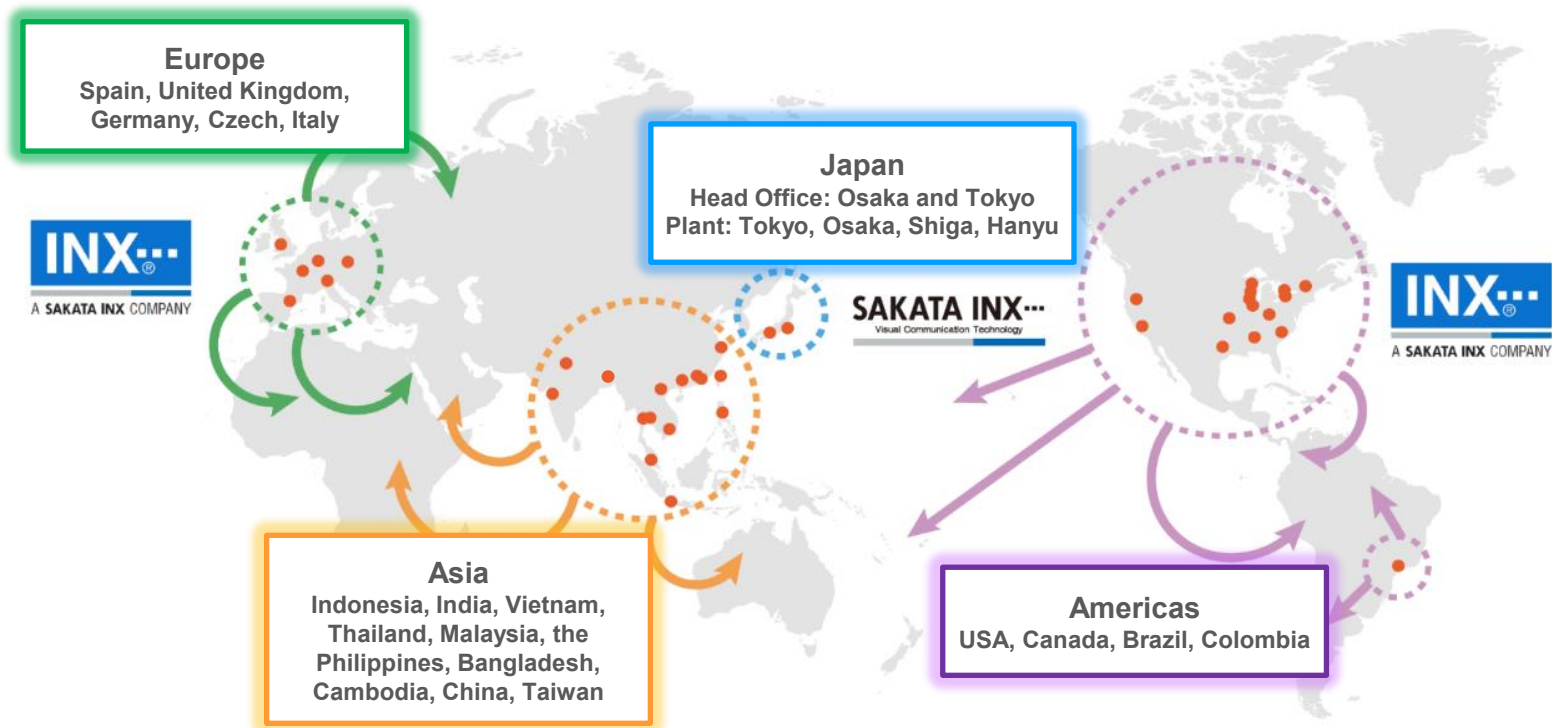 Europe
Spain, United Kingdom,
Germany, Czech, Italy
INX...®
A SAKATA INX COMPANY
Japan
Head Office: Osaka and Tokyo
Plant: Tokyo, Osaka, Shiga, Hanyu
SAKATA INX...
Visual Communication Technology
INX...®
A SAKATA INX COMPANY
Asia
Indonesia, India, Vietnam,
Thailand, Malaysia, the
Philippines, Bangladesh,
Cambodia, China, Taiwan
Americas
USA, Canada, Brazil, Colombia